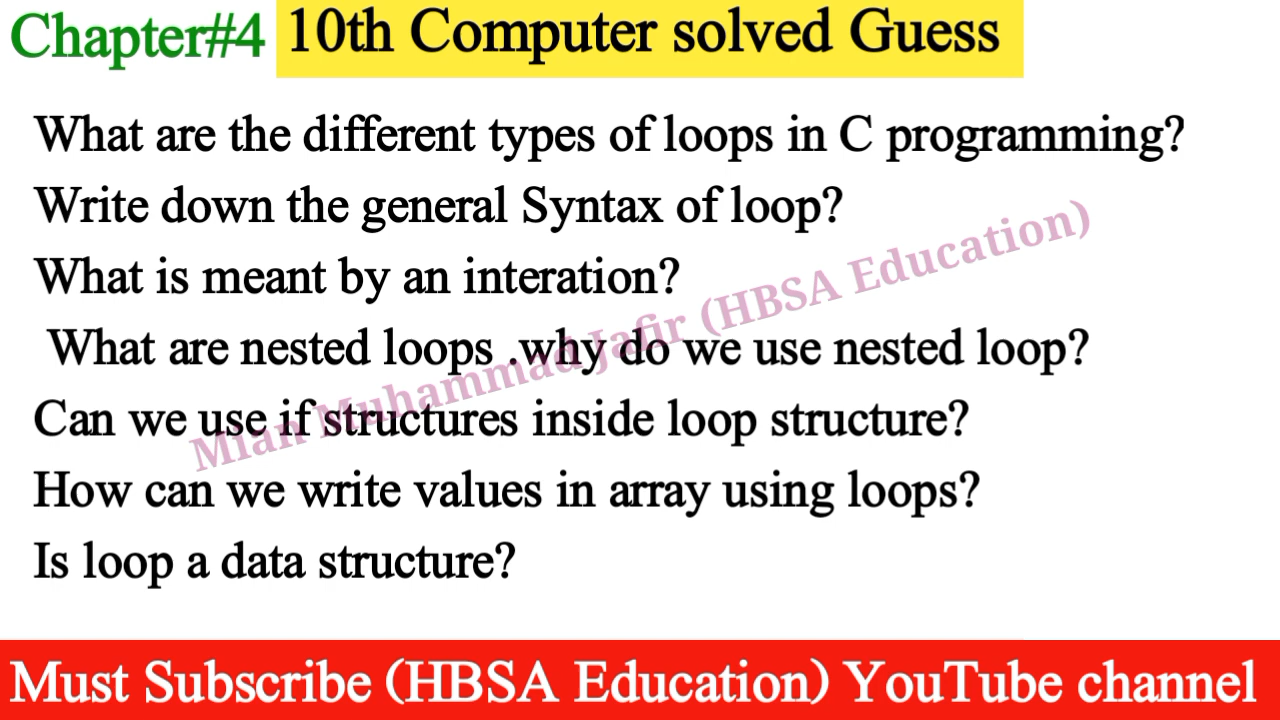 Chapter#4 10th Computer solved Guess
What are the different types of loops in C programming?
Write down the general Syntax of loop?
What is meant by an interation?
What are nested loops .why do we use nested loop?
Can we use if structures inside loop structure?
How can we write values in array using loops?
Is loop a data structure?
Mian Muhammad Jafir (HBSA Education)
Must Subscribe (HBSA Education) YouTube channel